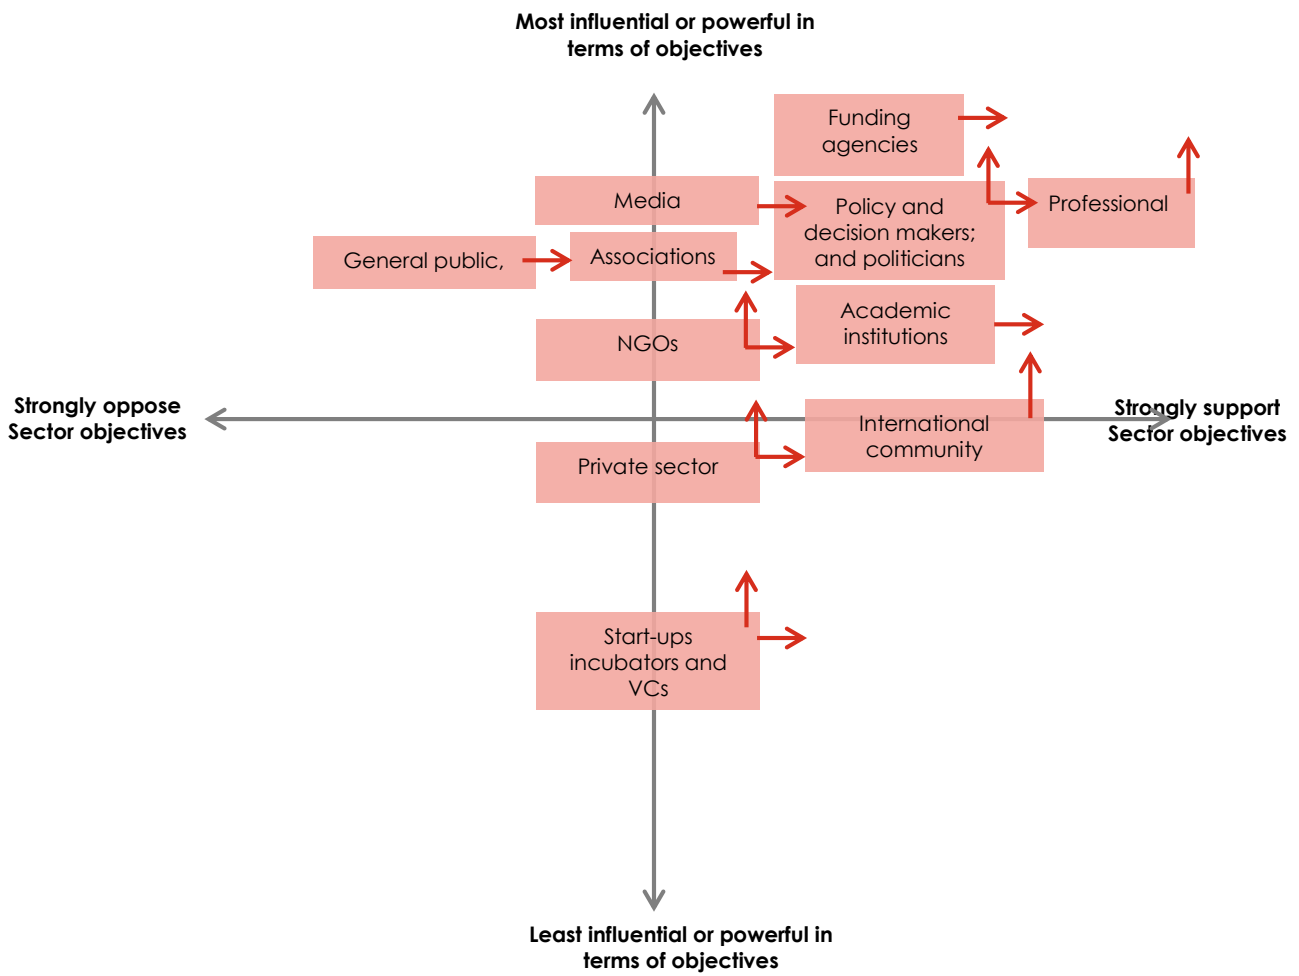 Most influential or powerful in
terms of objectives
Funding
agencies
Media
Policy and
decision makers;
and politicians
Professional
General public,
Associations
Academic
institutions
NGOs
Strongly oppose
Sector objectives
Strongly support
Sector objectives
International
community
Private sector
Start-ups
incubators and
VCs
Least influential or powerful in
terms of objectives